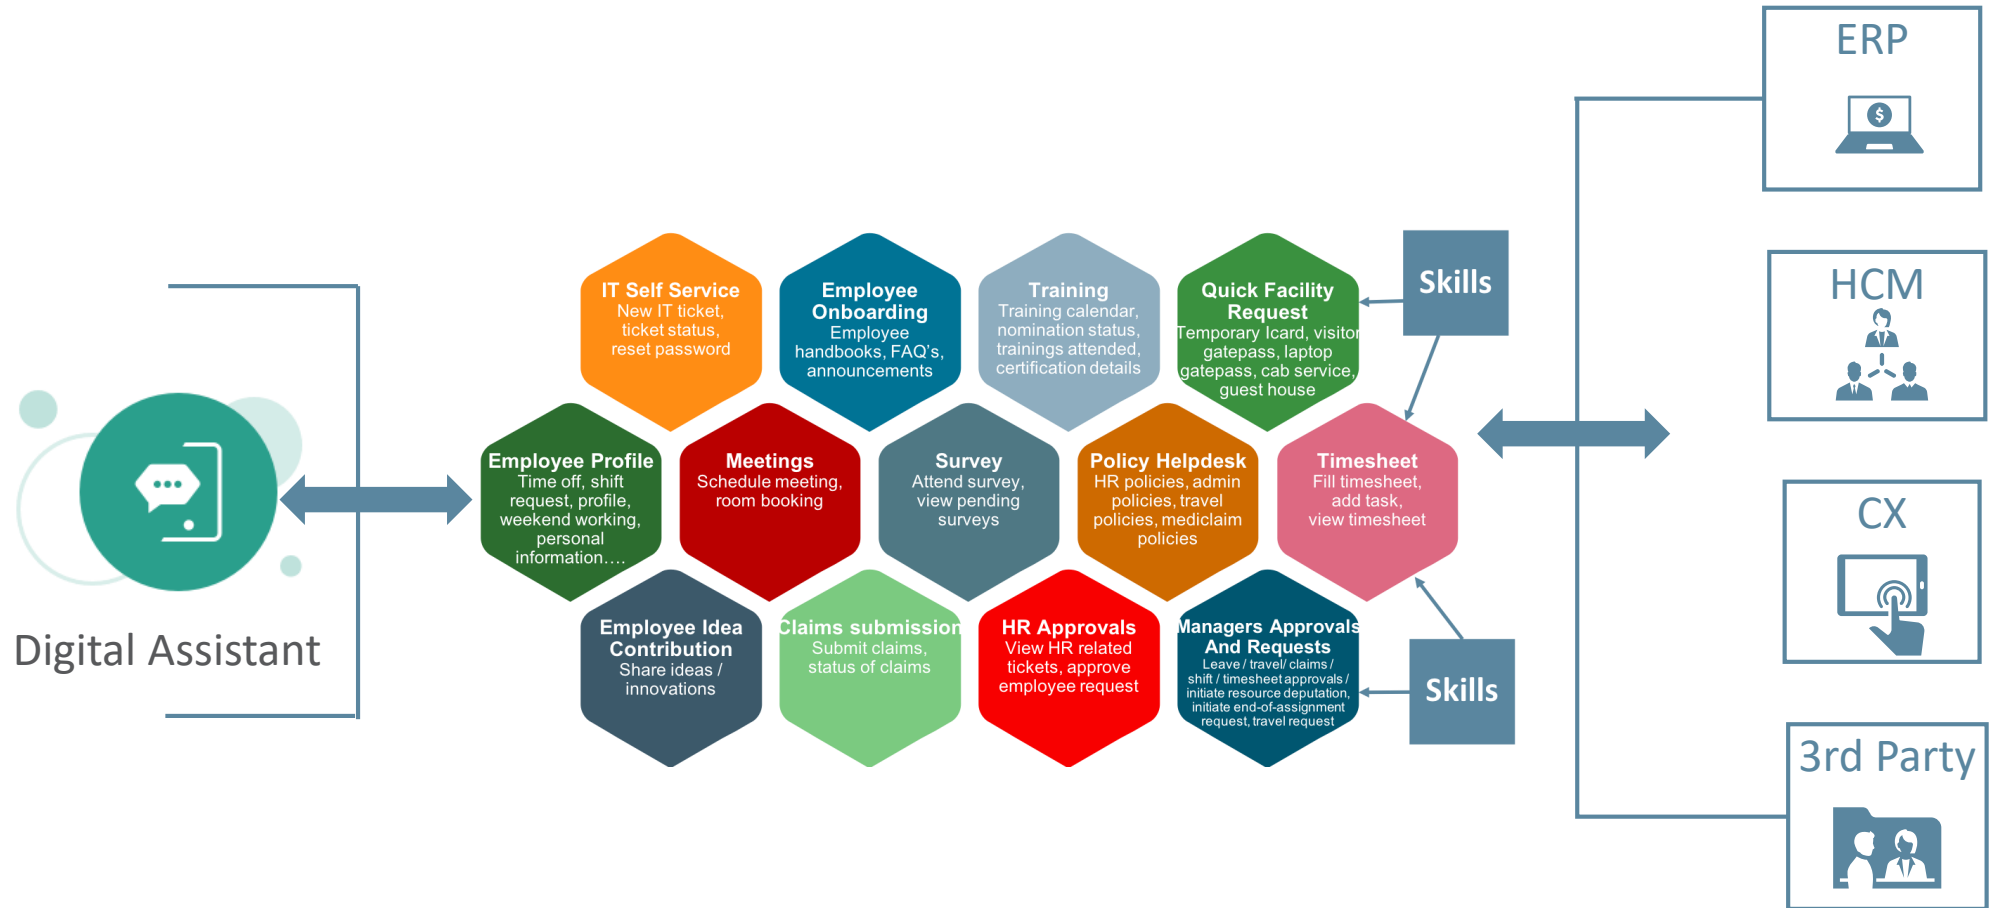 ERP
$
IT Self Service
New IT ticket,
ticket status,
reset password
Employee
Onboarding
Employee
handbooks, FAQ's,
announcements
Training
Training calendar,
nomination status,
trainings attended,
certification details
Quick Facility
Request
Temporary Icard, visitor
gatepass, laptop
gatepass, cab service,
guest house
Skills
HCM
Employee Profile
Time off, shift
request, profile,
weekend working,
personal
information….
Meetings
Schedule meeting,
room booking
Survey
Attend survey,
view pending
surveys
Policy Helpdesk
HR policies, admin
policies, travel
policies, mediclaim
policies
Timesheet
Fill timesheet,
add task,
view timesheet
CX
Digital Assistant
Employee Idea
Contribution
Share ideas /
innovations
Claims submission
Submit claims,
status of claims
HR Approvals
View HR related
tickets, approve
employee request
Managers Approvals
And Requests
Leave / travel/ claims /
shift / timesheet approvals /
initiate resource deputation,
initiate end-of-assignment
request, travel request
Skills
3rd Party